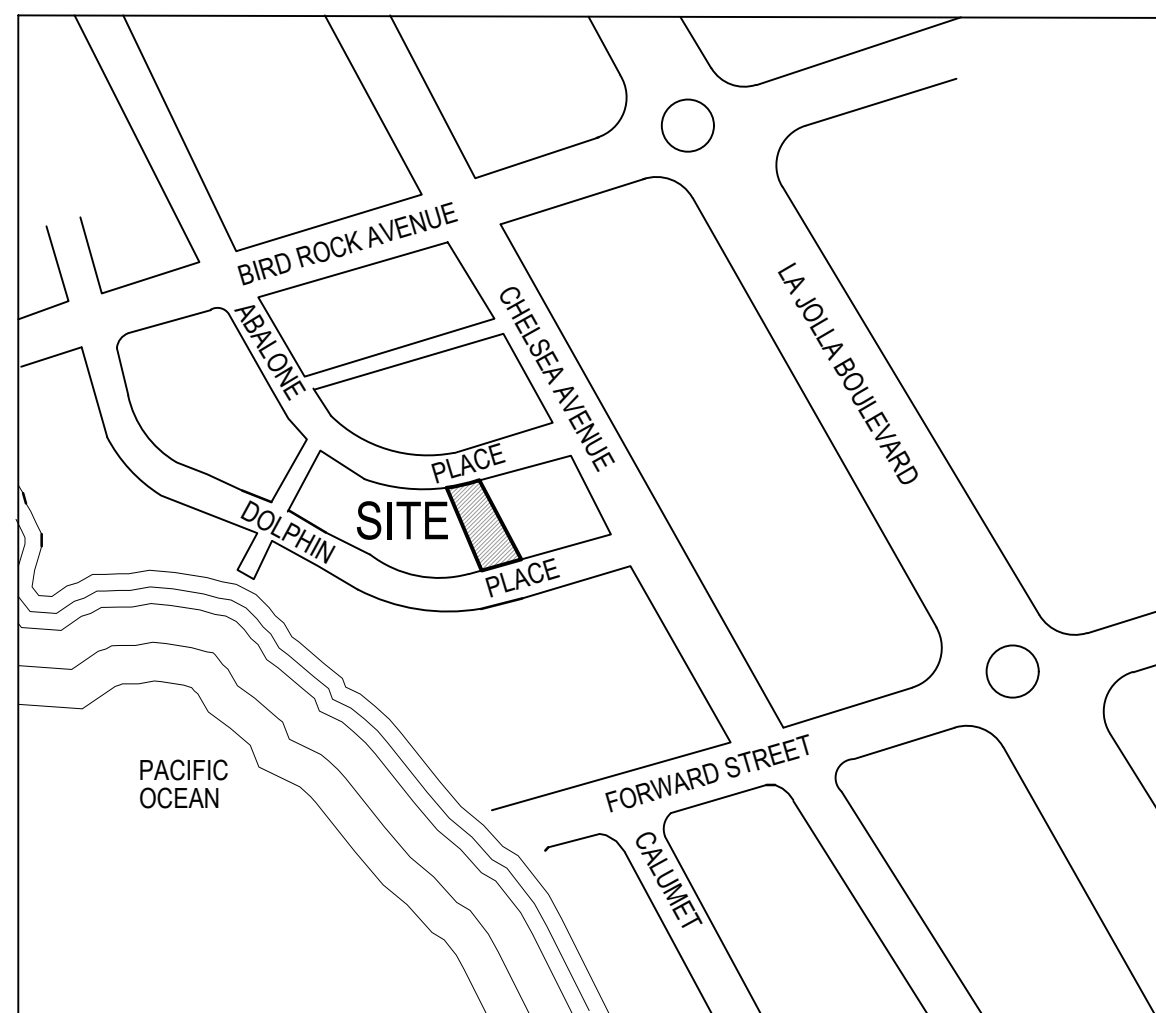 BIRD ROCK AVENUE
ABALONE
PLACE
CHELSEA AVENUE
LA JOLLA BOULEVARD
SITE
DOLPHIN
PLACE
PACIFIC
OCEAN
FORWARD STREET
CALUMET